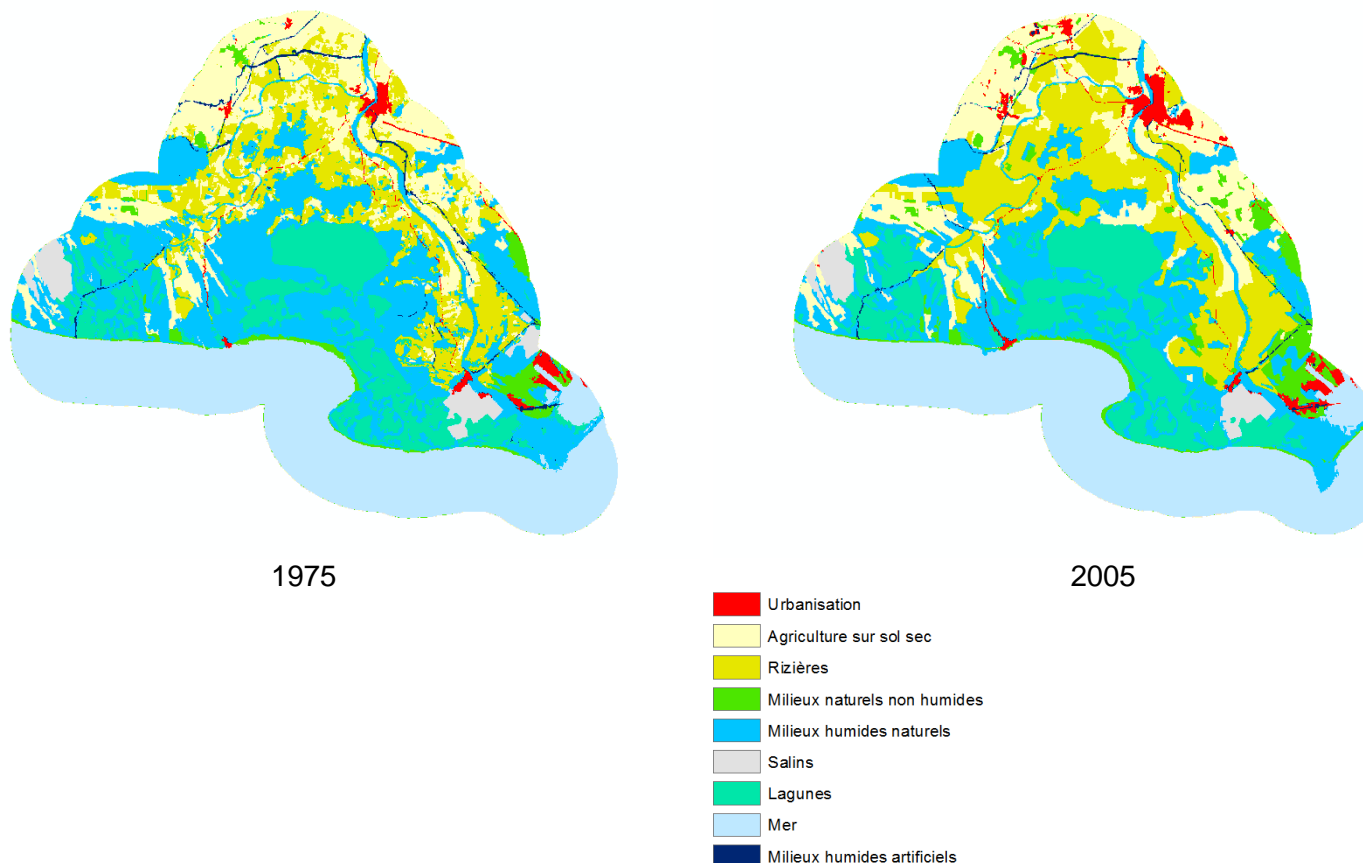 1975
2005
Urbanisation
Agriculture sur sol sec
Rizières
Milieux naturels non humides
Milieux humides naturels
Salins
Lagunes
Mer
Milieux humides artificiels